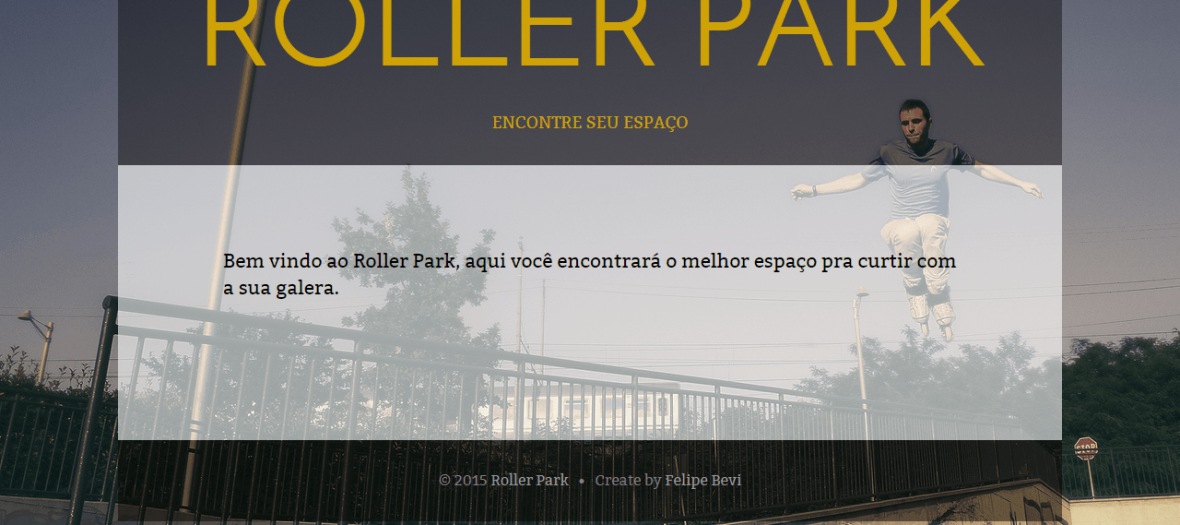 ROLLER PARK
ENCONTRE SEU ESPAÇO
Bem vindo ao Roller Park, aqui você encontrará o melhor espaço pra curtir com
a sua galera.
© 2015 Roller Park • Create by Felipe Bevi
STOP